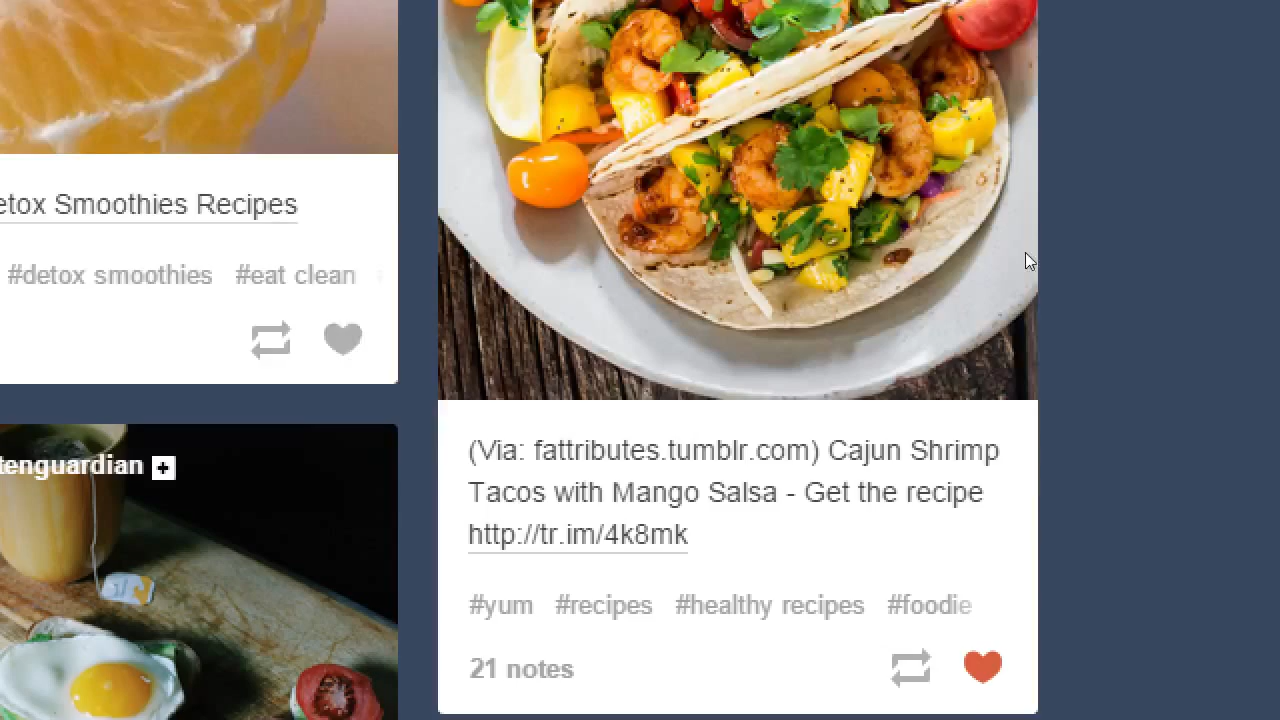 etox Smoothies Recipes
#detox smoothies #eat clean
tenguardian
(Via: fattributes.tumblr.com) Cajun Shrimp
Tacos with Mango Salsa - Get the recipe
http://tr.im/4k8mk
#yum #recipes #healthy recipes #foodie
21 notes